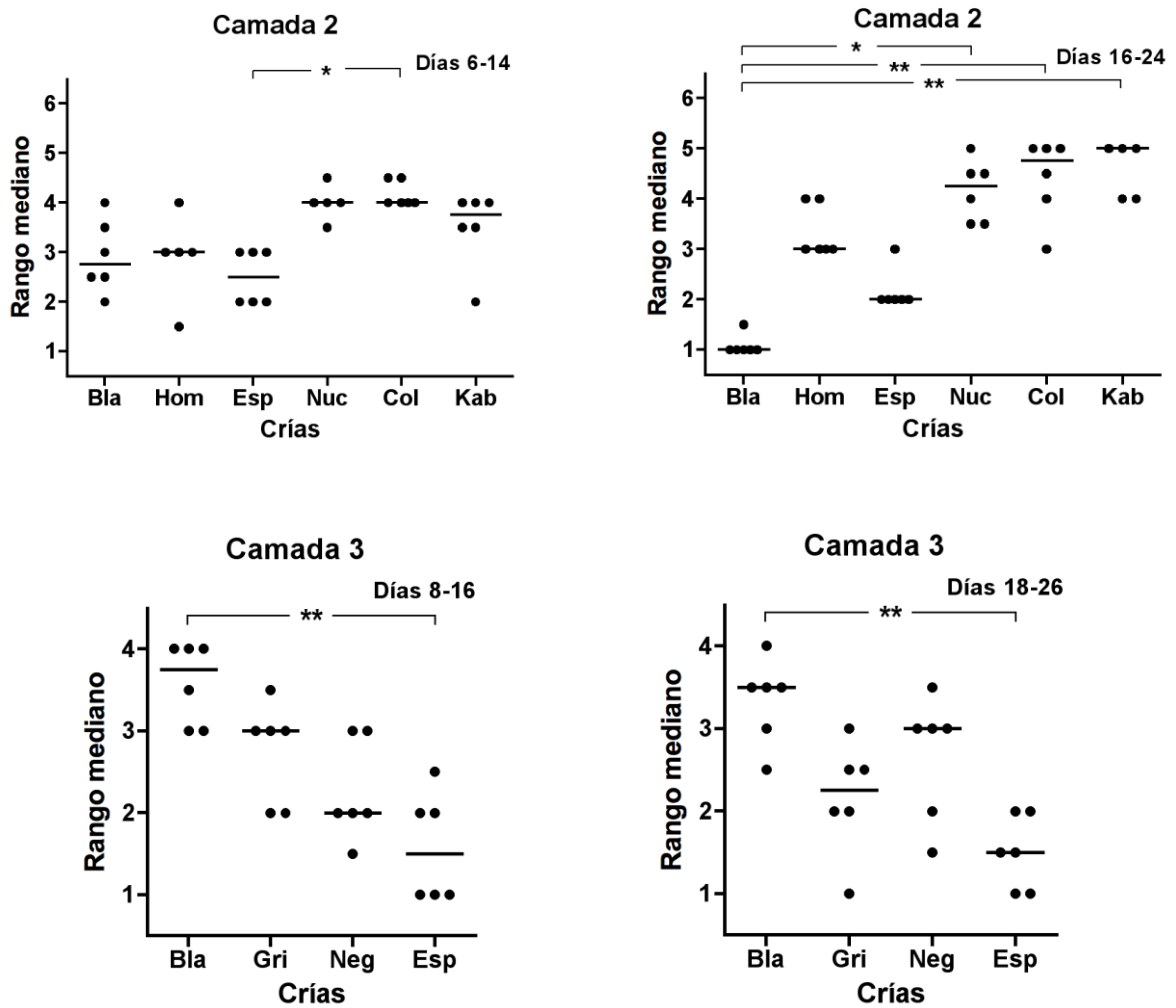 Camada 2
Días 6-14
*
6
5
4
3
2
1
Rango mediano
Bla Hom Esp Nuc Col Kab
Crías
Camada 2
*
**
**
Días 16-24
6
5
4
3
2
1
Rango mediano
Bla Hom Esp Nuc Col Kab
Crías
Camada 3
Días 8-16
**
4
3
2
1
Rango mediano
Bla Gri Neg Esp
Crías
Camada 3
Días 18-26
**
4
3
2
1
Rango mediano
Bla Gri Neg Esp
Crías